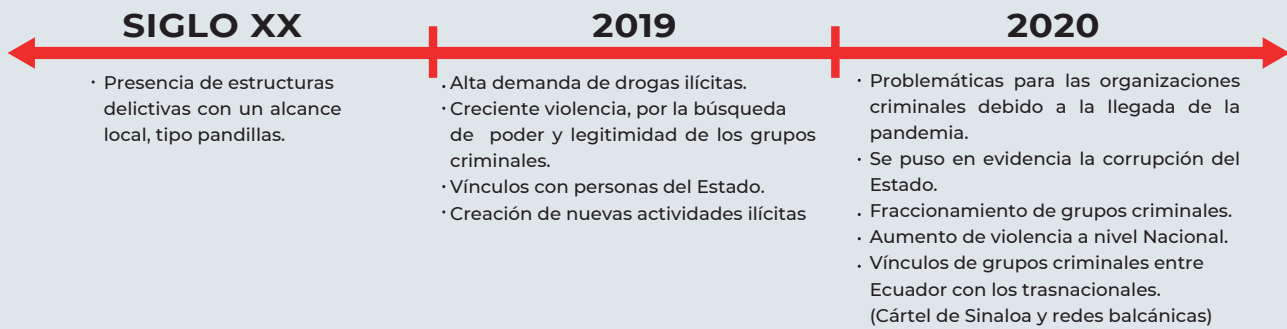 SIGLO XX
· Presencia de estructuras
delictivas con un alcance
local, tipo pandillas.
2019
. Alta demanda de drogas ilícitas.
· Creciente violencia, por la búsqueda
de poder y legitimidad de los grupos
criminales.
· Vínculos con personas del Estado.
· Creación de nuevas actividades ilícitas
2020
· Problemáticas para las organizaciones
criminales debido a la llegada de la
pandemia.
· Se puso en evidencia la corrupción del
Estado.
. Fraccionamiento de grupos criminales.
· Aumento de violencia a nivel Nacional.
. Vínculos de grupos criminales entre
Ecuador con los trasnacionales.
(Cártel de Sinaloa y redes balcánicas)